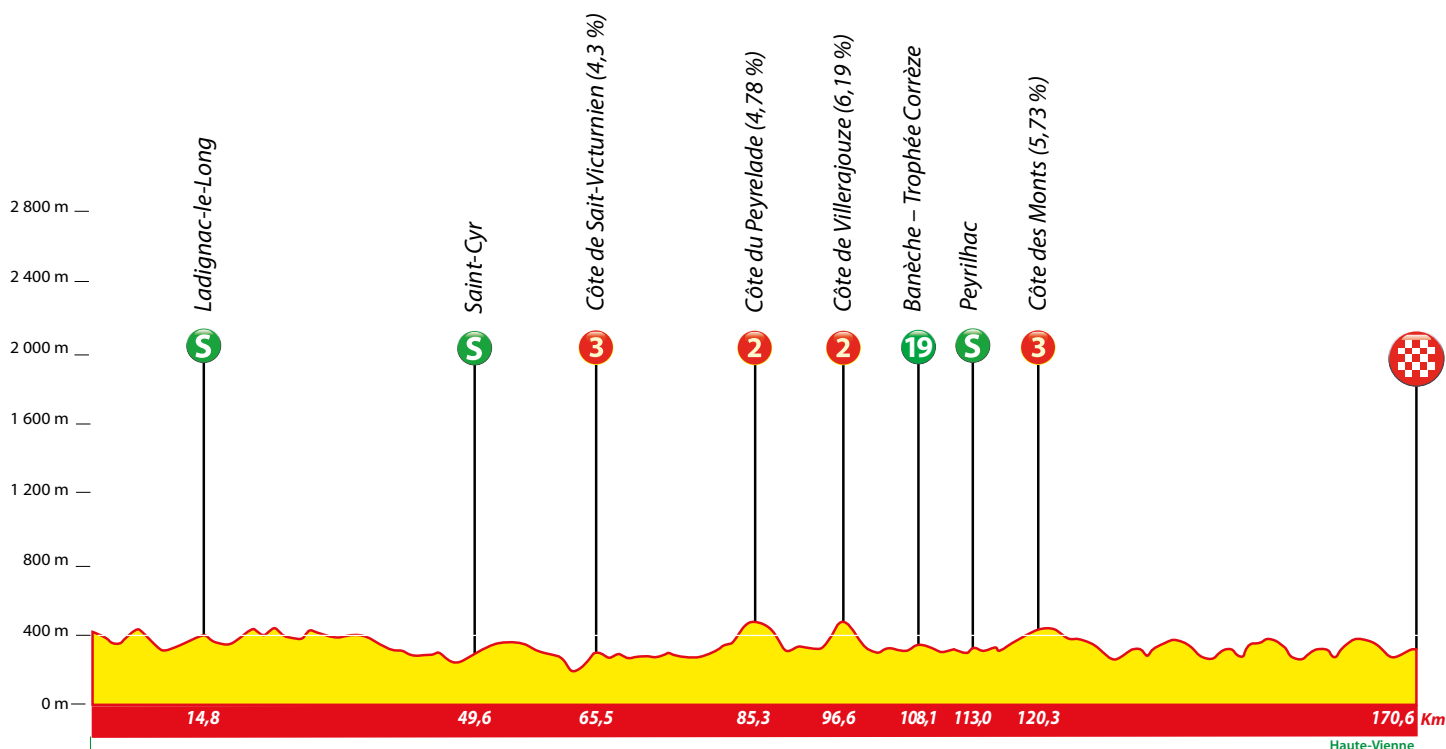 Ladignac-le-Long
Saint-Cyr
Côte de Sait-Victurnien (4,3 %)
Côte du Peyrelade (4,78 %)
Côte de Villerajouze (6,19 %)
Banèche – Trophée Corrèze
Peyrilhac
Côte des Monts (5,73 %)
S
S
3
2
2
19
S
3
2 800 m
2 400 m
2 000 m
1 600 m
1 200 m
800 m
400 m
0 m
14,8
49,6
65,5
85,3
96,6
108,1
113,0
120,3
170,6 Km
Haute-Vienne